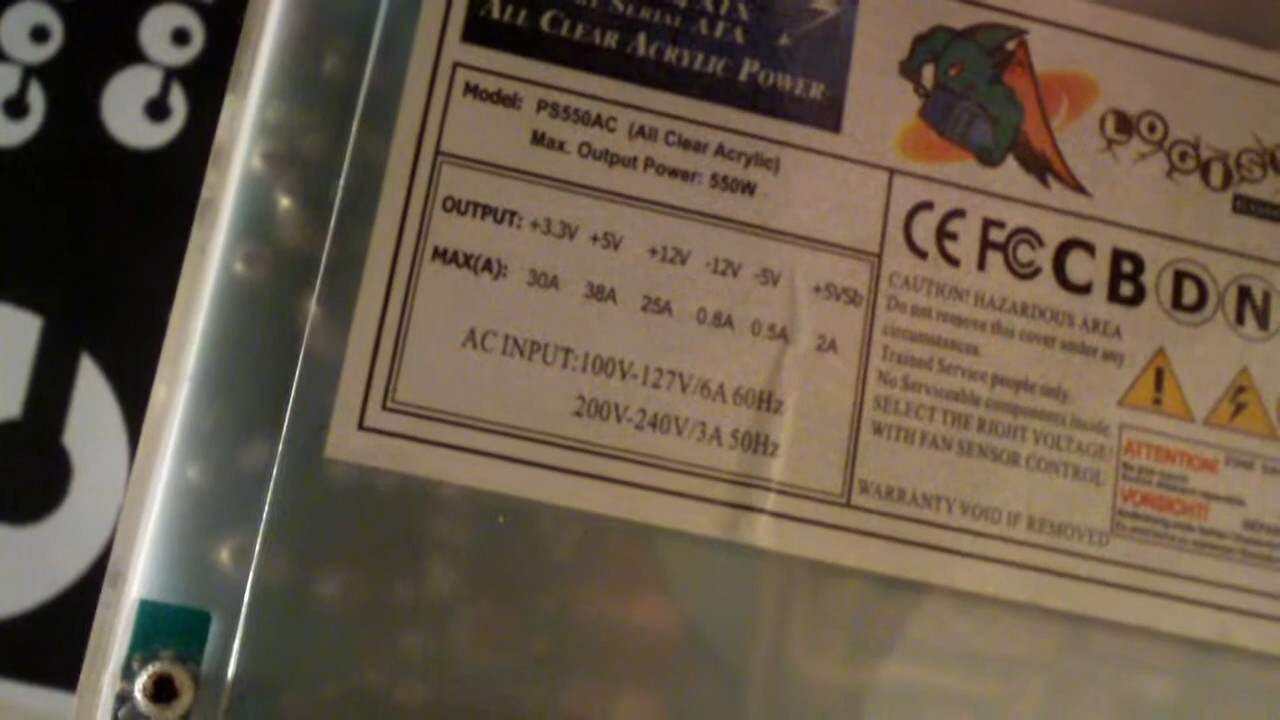 SERIAL ATA
ALL CLEAR ACRYLIC POWER
Model: PS550AC (All Clear Acrylic)
Max. Output Power: 550W
OUTPUT: +3.3V +5V +12V -12V -5V +5VSb
MAX(A): 30A 38A 25A 0.8A 0.5A 2A
AC INPUT:100V-127V/6A 60Hz
200V-240V/3A 50Hz
LOGIS
CE FC CB D N
CAUTION! HAZARDOUS AREA
Do not remove this cover under any
circumstances.
Trained Service people only.
No Serviceable components inside.
SELECT THE RIGHT VOLTAGE!
WITH FAN SENSOR CONTROL
WARRANTY VOID IF REMOVED
ATTENTION!
VORSICHT!